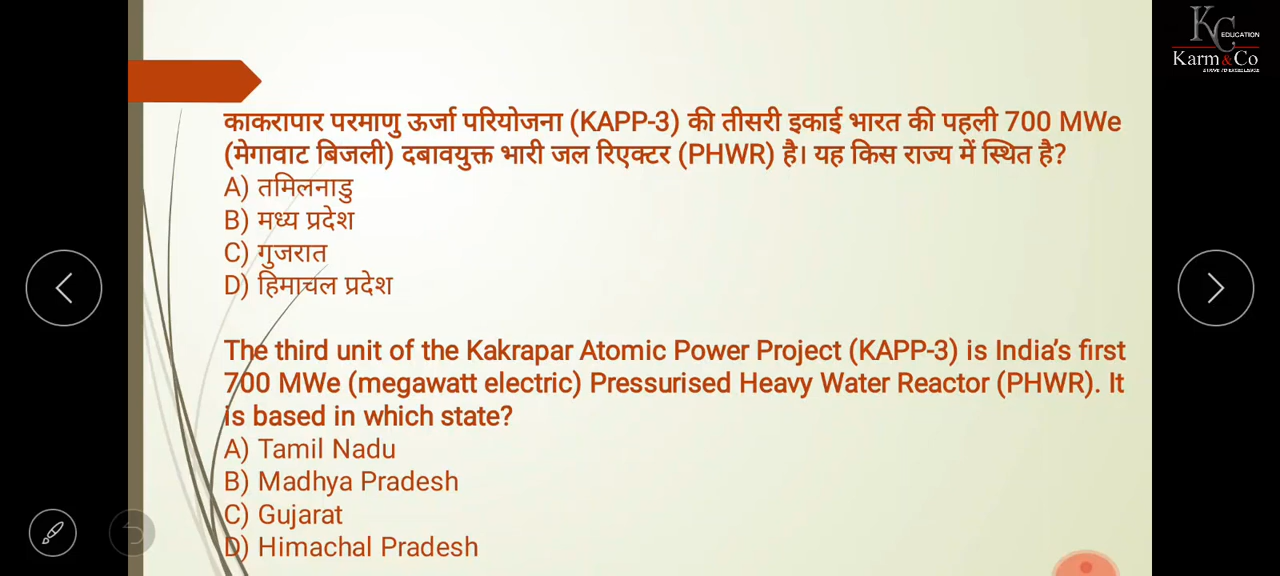 KC EDUCATION
Karm&Co
काकरापार परमाणु ऊर्जा परियोजना (KAPP-3) की तीसरी इकाई भारत की पहली 700 MWe
(मेगावाट बिजली) दबावयुक्त भारी जल रिएक्टर (PHWR) है। यह किस राज्य में स्थित है?
A) तमिलनाडु
B) मध्य प्रदेश
C) गुजरात
D) हिमाचल प्रदेश
The third unit of the Kakrapar Atomic Power Project (KAPP-3) is India’s first
700 MWe (megawatt electric) Pressurised Heavy Water Reactor (PHWR). It
is based in which state?
A) Tamil Nadu
B) Madhya Pradesh
C) Gujarat
D) Himachal Pradesh